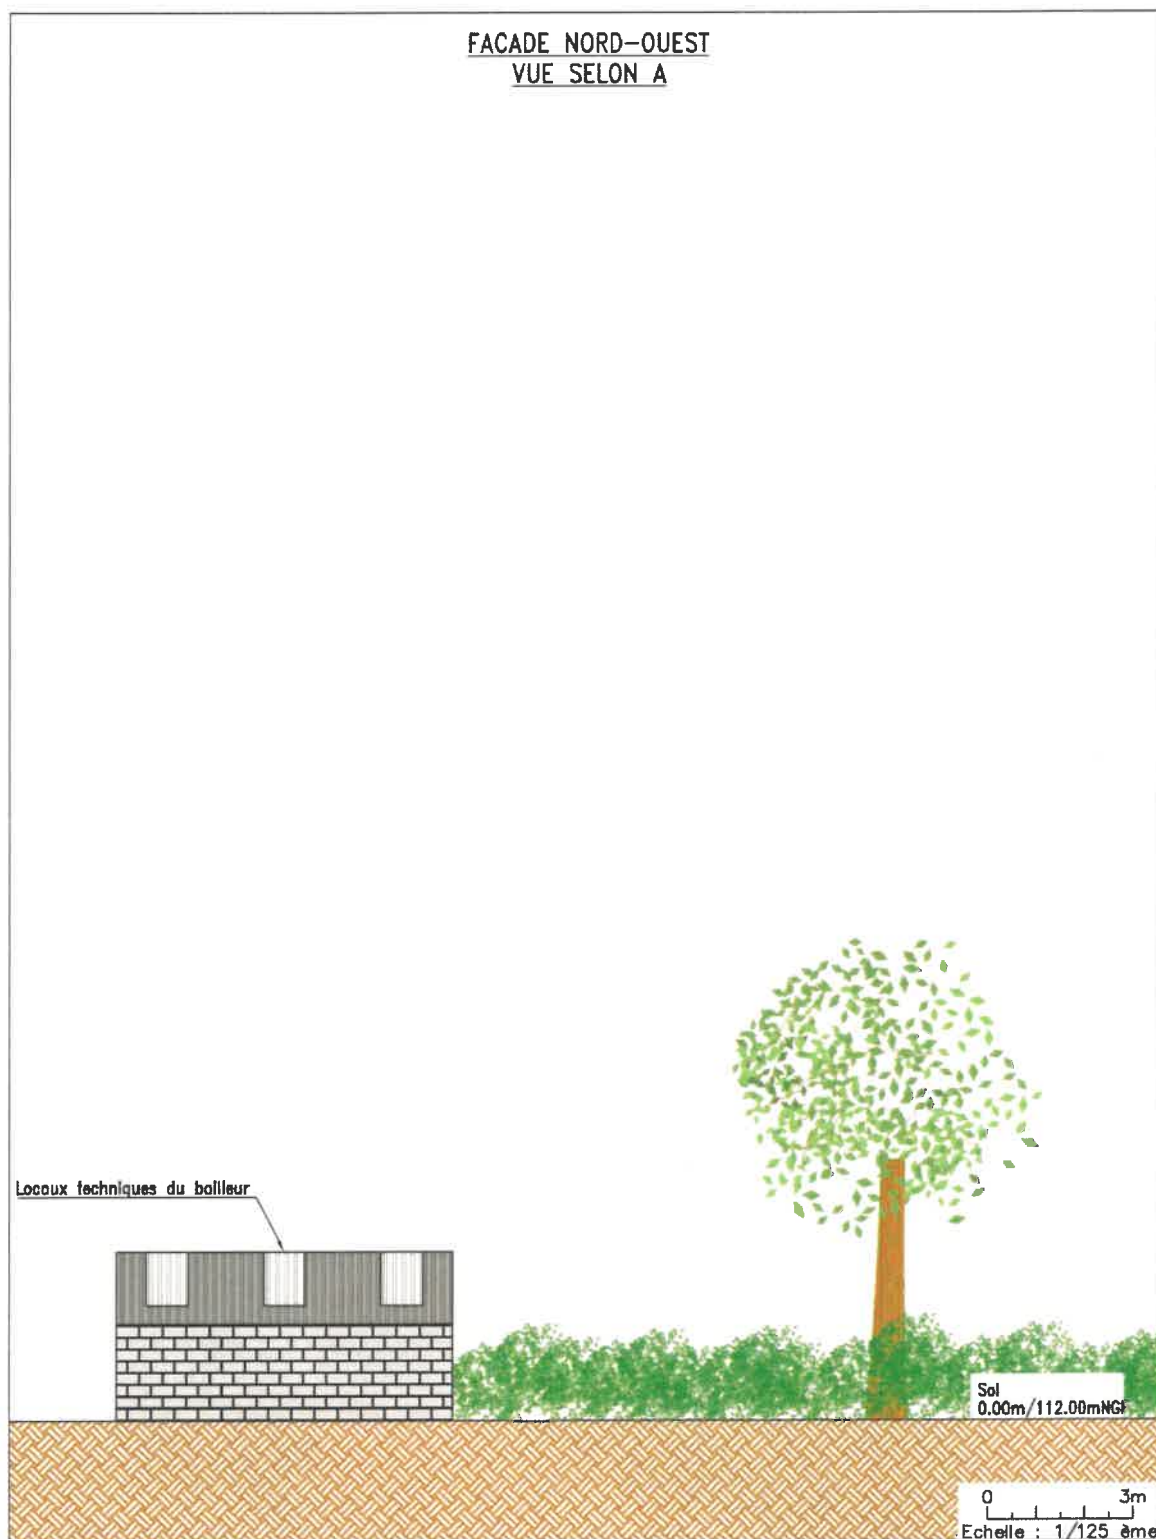 FACADE NORD-OUEST
VUE SELON A
Locaux techniques du bailleur
Sol
0.00m/112.00mNGF
0 3m
Echelle : 1/125 ème